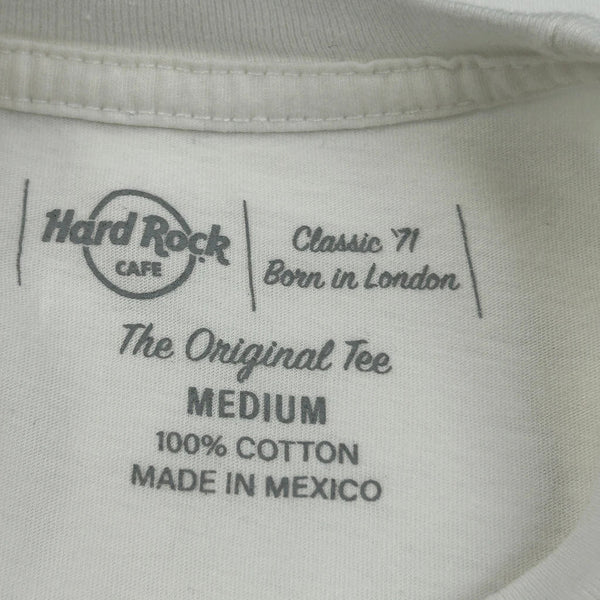 Hard Rock
CAFE
Classic '71
Born in London
The Original Tee
MEDIUM
100% COTTON
MADE IN MEXICO